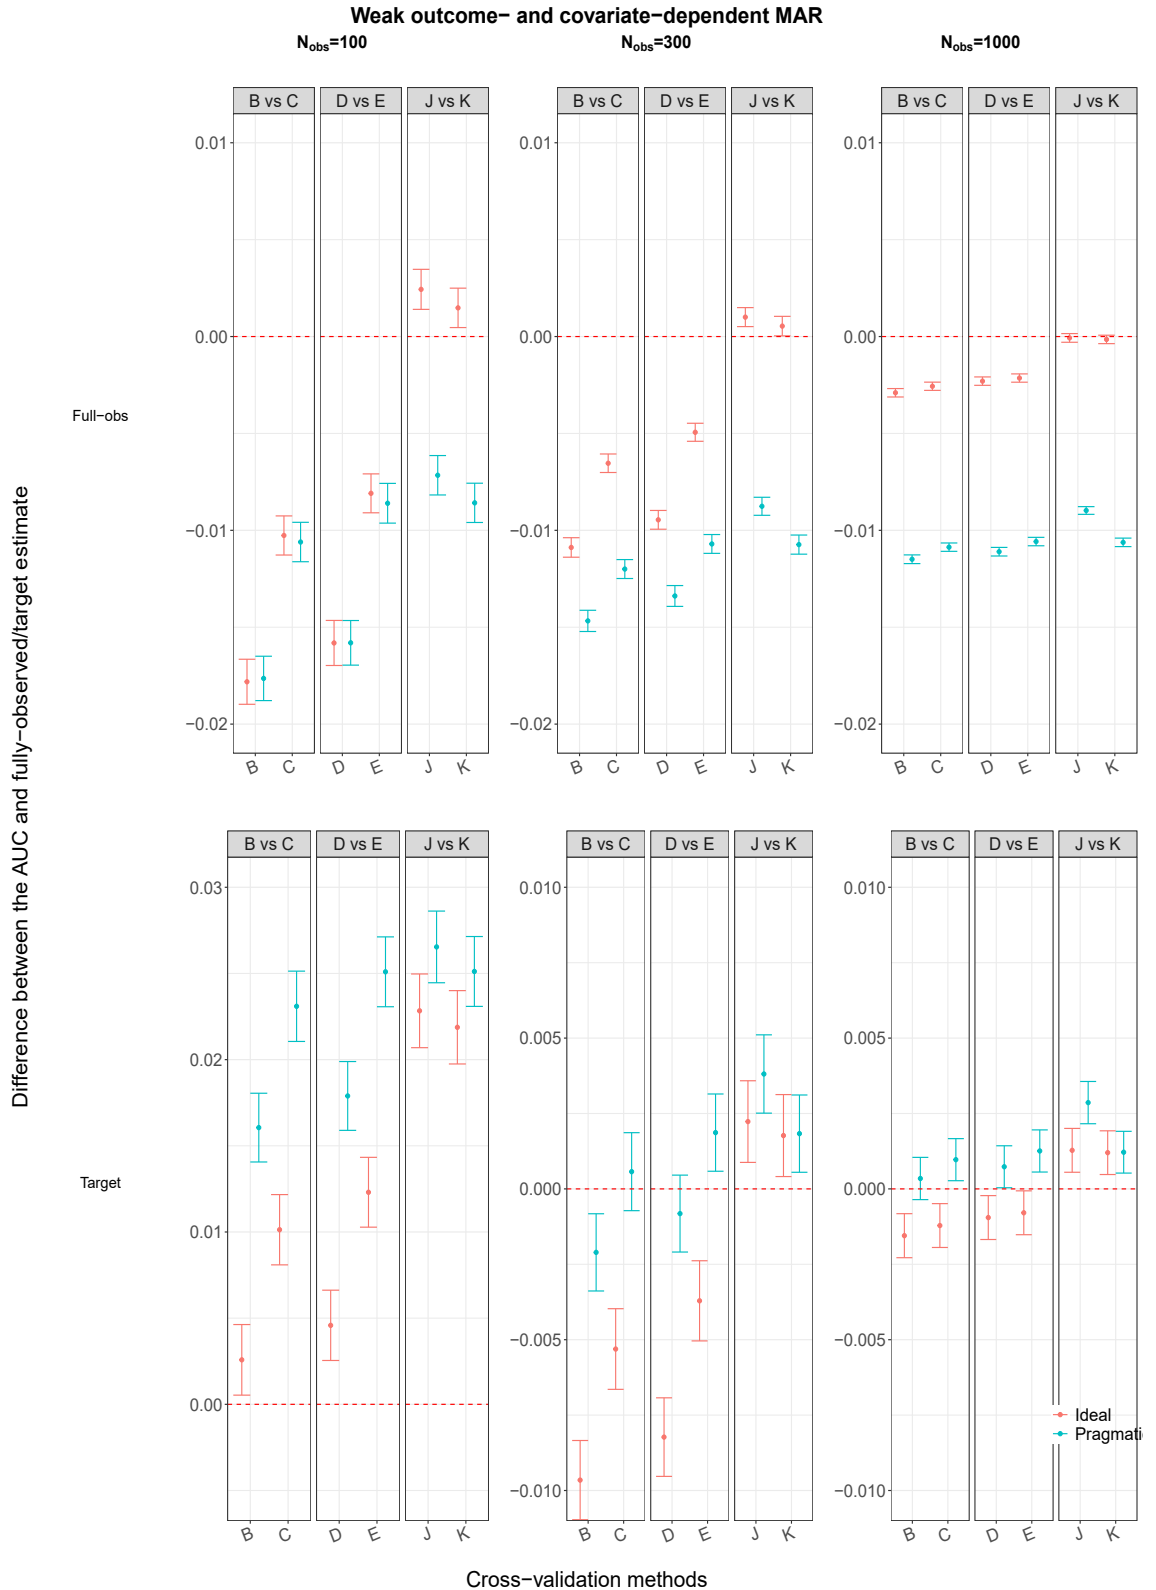 Weak outcome− and covariate−dependent MAR
Nobs=100 Nobs=300 Nobs=1000
Difference between the AUC and fully−observed/target estimate
Full−obs
B vs C D vs E J vs K
0.01
0.00
−0.01
−0.02
B C D E J K
B vs C D vs E J vs K
0.01
0.00
−0.01
−0.02
B C D E J K
B vs C D vs E J vs K
0.01
0.00
−0.01
−0.02
B C D E J K
Target
B vs C D vs E J vs K
0.03
0.02
0.01
0.00
B C D E J K
B vs C D vs E J vs K
0.010
0.005
0.000
−0.005
−0.010
B C D E J K
B vs C D vs E J vs K
0.010
0.005
0.000
−0.005
−0.010
B C D E J K
Ideal
Pragmati
Cross−validation methods